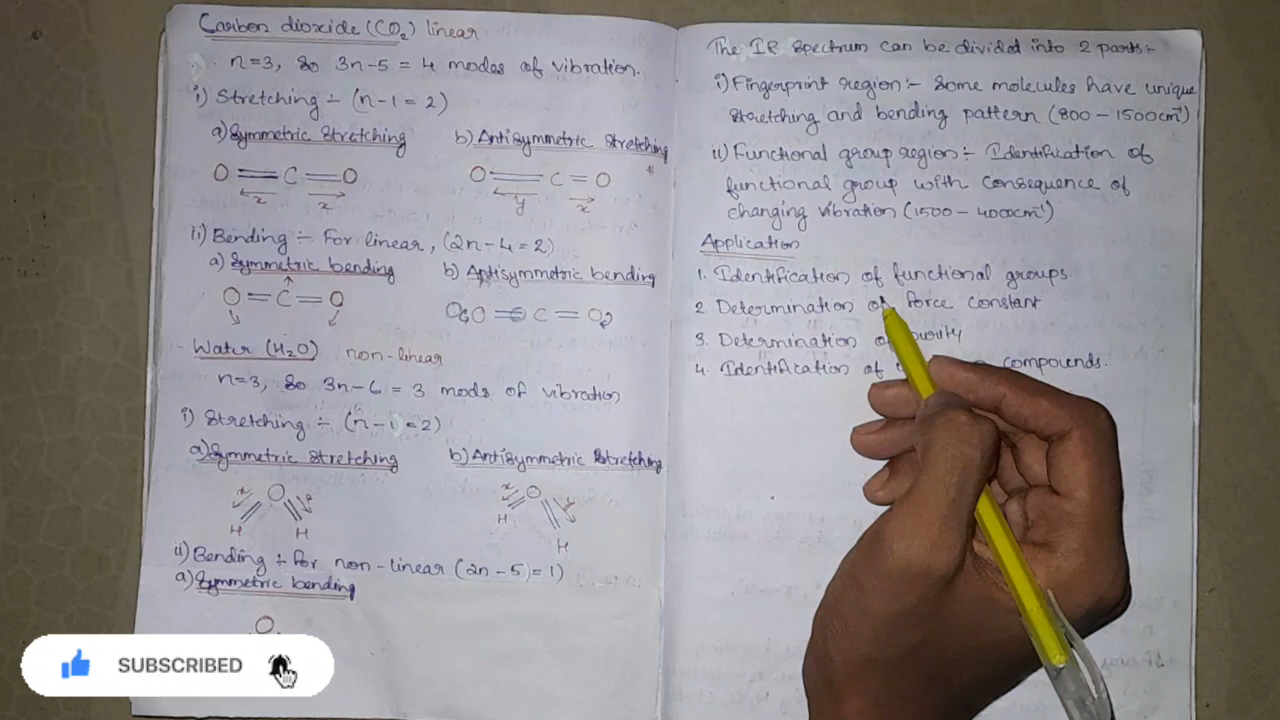 Carbon dioxide (CO2) linear
n=3, so 3n-5 = 4 modes of vibration.
i) Stretching ÷ (n-1=2)
a) Symmetric Stretching
b) Antisymmetric Stretching
O = C = O
x x
O = C = O
y x
ii) Bending ÷ For linear, (2n-4=2)
a) Symmetric bending
b) Antisymmetric bending
O = C = O
O = C = O
Water (H2O) non-linear
n=3, so 3n-6 = 3 mods of vibration
i) Stretching ÷ (n-1=2)
a) Symmetric Stretching
b) Antisymmetric Stretching
O
H H
O
H
H
ii) Bending ÷ for non-linear (2n-5)=1)
a) Symmetric bending
O
The IR Spectrum can be divided into 2 parts÷
i) Fingerprint region:- Some molecules have unique
stretching and bending pattern (800 - 1500cm-1)
ii) Functional group region:- Identification of
functional group with consequence of
changing vibration (1500 - 4000cm-1)
Application
1. Identification of functional groups.
2. Determination of force constant
3. Determination of purity
4. Identification of compounds.
SUBSCRIBED